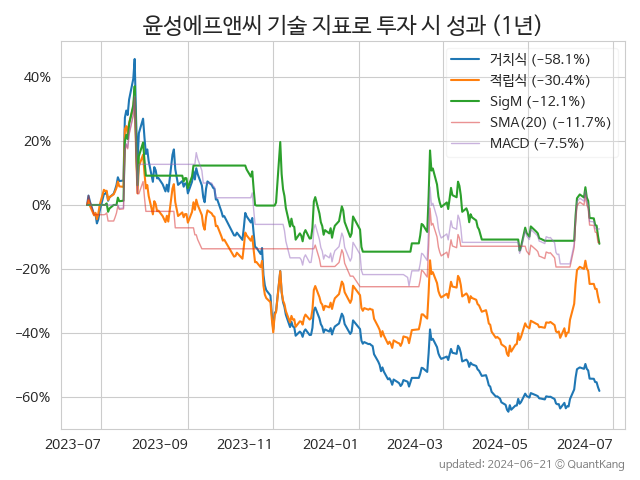 윤성에프앤씨 기술 지표로 투자 시 성과 (1년)
거치식 (−58.1%)
적립식 (−30.4%)
SigM (−12.1%)
SMA(20) (−11.7%)
MACD (−7.5%)
40%
20%
0%
−20%
−40%
−60%
2023-07 2023-09 2023-11 2024-01 2024-03 2024-05 2024-07
updated: 2024-06-21 © QuantKang